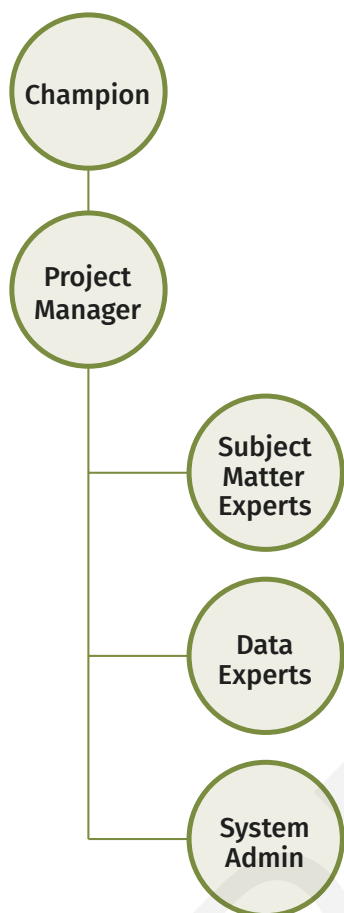 Champion
Project
Manager
Subject
Matter
Experts
Data
Experts
System
Admin